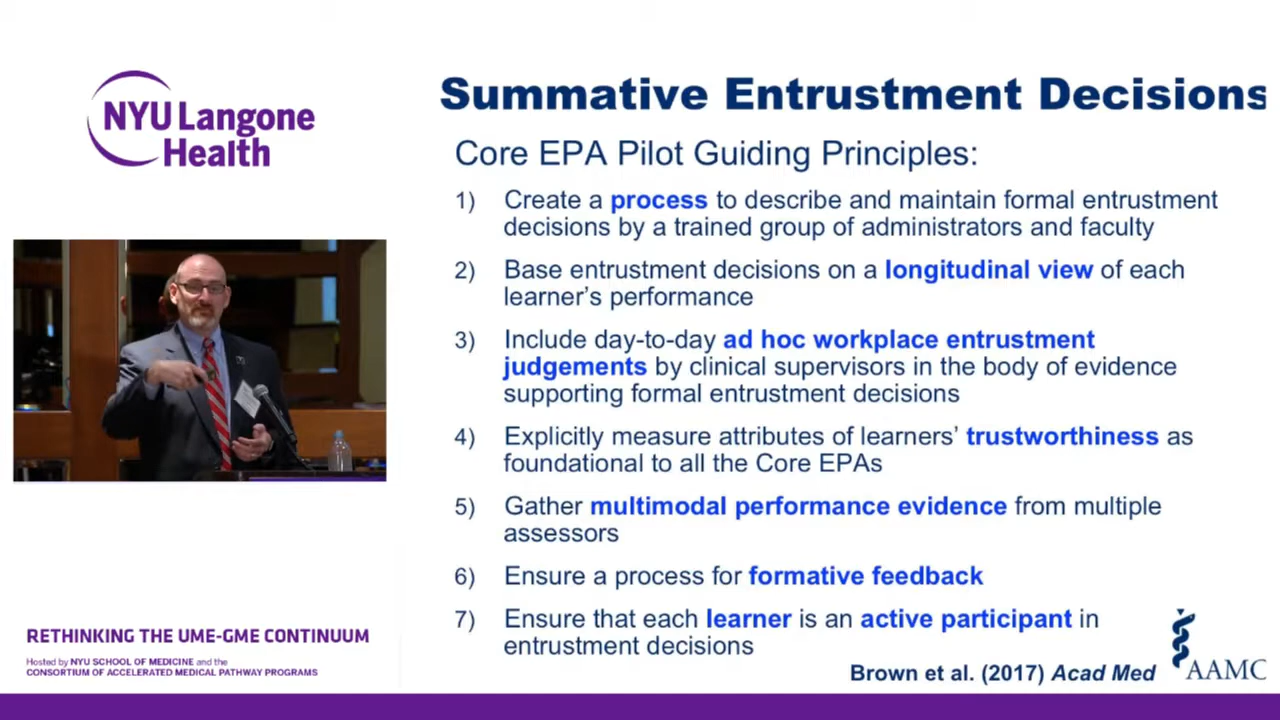 NYU Langone
Health
Summative Entrustment Decisions
Core EPA Pilot Guiding Principles:
1) Create a process to describe and maintain formal entrustment
decisions by a trained group of administrators and faculty
2) Base entrustment decisions on a longitudinal view of each
learner's performance
3) Include day-to-day ad hoc workplace entrustment
judgements by clinical supervisors in the body of evidence
supporting formal entrustment decisions
4) Explicitly measure attributes of learners' trustworthiness as
foundational to all the Core EPAs
5) Gather multimodal performance evidence from multiple
assessors
6) Ensure a process for formative feedback
7) Ensure that each learner is an active participant in
entrustment decisions
Brown et al. (2017) Acad Med
AAMC
RETHINKING THE UME-GME CONTINUUM
Hosted by NYU SCHOOL OF MEDICINE and the
CONSORTIUM OF ACCELERATED MEDICAL PATHWAY PROGRAMS